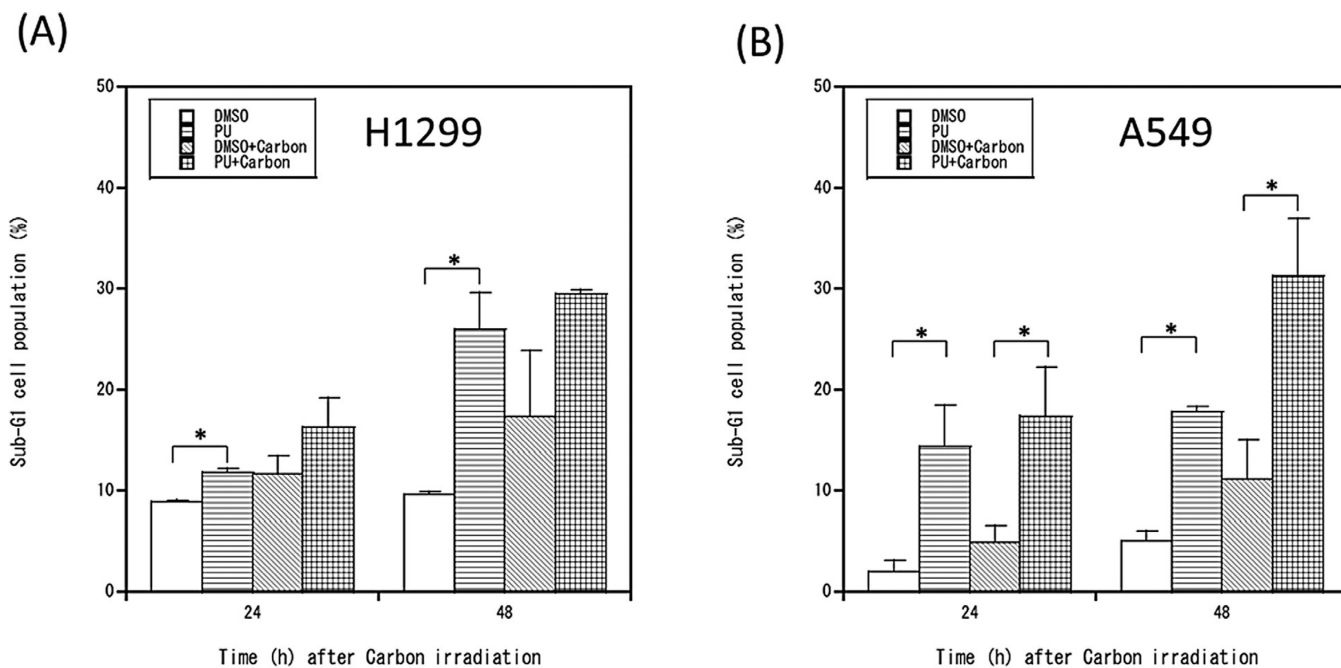 (A)
50
40
30
20
10
0
Sub-G1 cell population (%)
DMSO
PU
DMSO+Carbon
PU+Carbon
H1299
*
*
24
48
Time (h) after Carbon irradiation
(B)
50
40
30
20
10
0
Sub-G1 cell population (%)
DMSO
PU
DMSO+Carbon
PU+Carbon
A549
*
*
*
*
24
48
Time (h) after Carbon irradiation